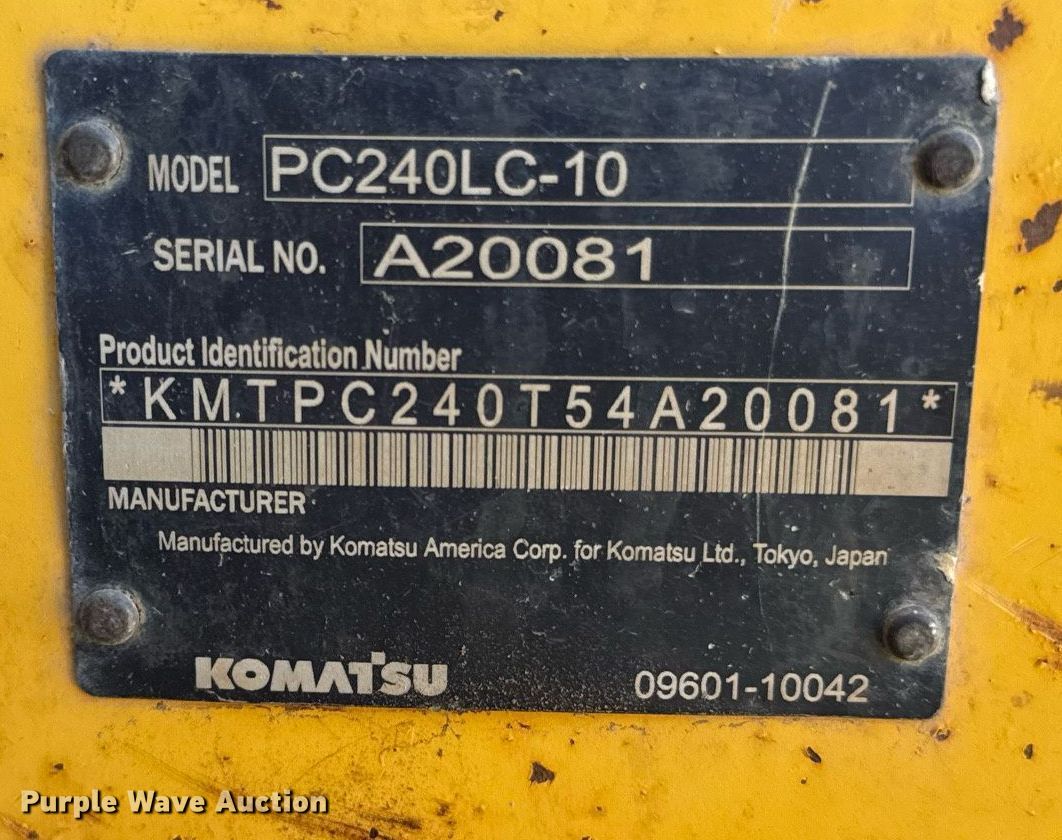 MODEL PC240LC-10
SERIAL NO. A20081
Product Identification Number
*KMTPC240T54A20081*
MANUFACTURER
Manufactured by Komatsu America Corp. for Komatsu Ltd., Tokyo, Japan
KOMATSU 09601-10042
Purple Wave Auction